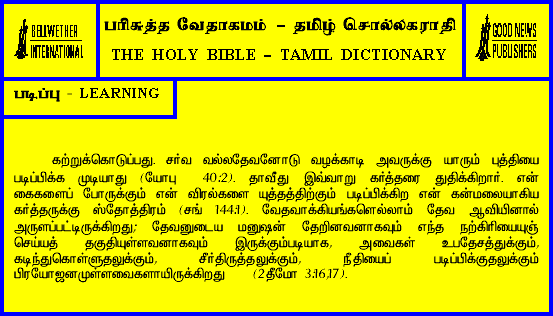 BELLWETHER
INTERNATIONAL
பரிசுத்த வேதாகமம் – தமிழ் சொல்லகராதி
THE HOLY BIBLE – TAMIL DICTIONARY
GOOD NEWS
PUBLISHERS
படிப்பு - LEARNING
கற்றுக்கொடுப்பது. சர்வ வல்லதேவனோடு வழக்காடி அவருக்கு யாரும் புத்தியை
படிப்பிக்க முடியாது (யோபு 40:2). தாவீது இவ்வாறு கர்த்தரை துதிக்கிறார். என்
கைகளைப் போருக்கும் என் விரல்களை யுத்தத்திற்கும் படிப்பிக்கிற என் கன்மலையாகிய
கர்த்தருக்கு ஸ்தோத்திரம் (சங் 144:1). வேதவாக்கியங்களெல்லாம் தேவ ஆவியினால்
அருளப்பட்டிருக்கிறது; தேவனுடைய மனுஷன் தேறினவனாகவும் எந்த நற்கிரியையுஞ்
செய்யத் தகுதியுள்ளவனாகவும் இருக்கும்படியாக, அவைகள் உபதேசத்துக்கும்,
கடிந்துகொள்ளுதலுக்கும், சீர்திருத்தலுக்கும், நீதியைப் படிப்பிக்குதலுக்கும்
பிரயோஜனமுள்ளவைகளாயிருக்கிறது (2தீமோ 3:16,17).